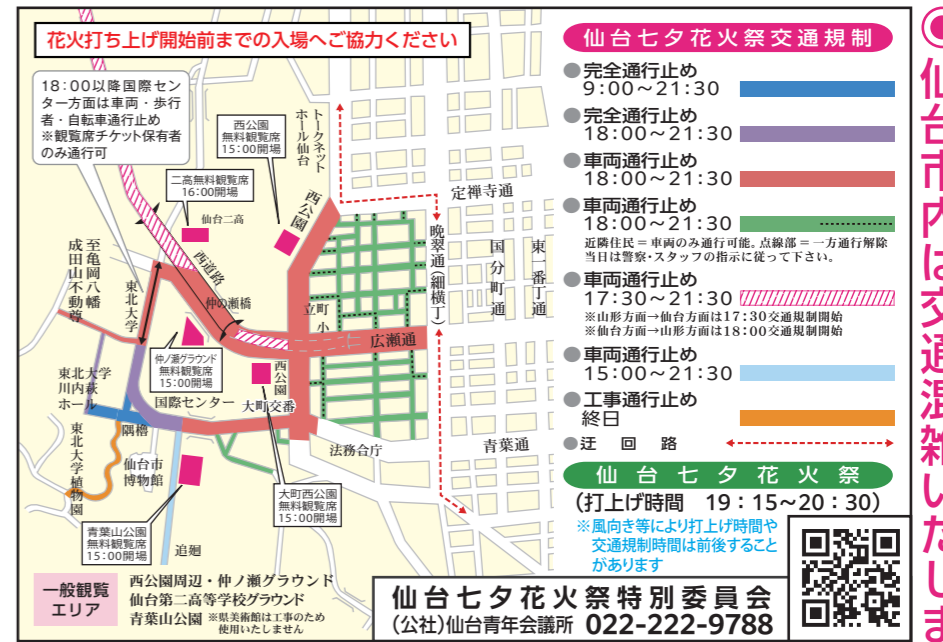 花火打ち上げ開始前までの入場へご協力ください
18:00以降国際セン
ター方面は車両・歩行
者・自転車通行止め
※観覧席チケット保有者
のみ通行可
西公園
無料観覧席
15:00開場
トークネット
ホール仙台
二高無料観覧席
16:00開場
仙台二高
西公園
定禅寺通
晩翠通(細横丁)
国分町通
東一番丁通
至亀岡八幡
成田山不動尊
東北大学
西道路
仲の瀬橋
立町小
広瀬通
仲ノ瀬グラウンド
無料観覧席
15:00開場
西公園
東北大学
川内萩
ホール
国際センター
大町交番
隅櫓
法務合庁
青葉通
東北大学植物園
仙台市
博物館
大町西公園
無料観覧席
15:00開場
青葉山公園
無料観覧席
15:00開場
追廻
一般観覧
エリア
西公園周辺・仲ノ瀬グラウンド
仙台第二高等学校グラウンド
青葉山公園 ※県美術館は工事のため
使用いたしません
仙台七夕花火祭交通規制
●完全通行止め
9:00～21:30
●完全通行止め
18:00～21:30
●車両通行止め
18:00～21:30
●車両通行止め
18:00～21:30
近隣住民＝車両のみ通行可能。点線部＝一方通行解除
当日は警察・スタッフの指示に従って下さい。
●車両通行止め
17:30～21:30
※山形方面→仙台方面は17:30交通規制開始
※仙台方面→山形方面は18:00交通規制開始
●車両通行止め
15:00～21:30
●工事通行止め
終日
●迂回路
仙台七夕花火祭
(打上げ時間 19:15～20:30)
※風向き等により打上げ時間や
交通規制時間は前後すること
があります
仙台七夕花火祭特別委員会
(公社)仙台青年会議所 022-222-9788
仙台市内は交通混雑いたしま